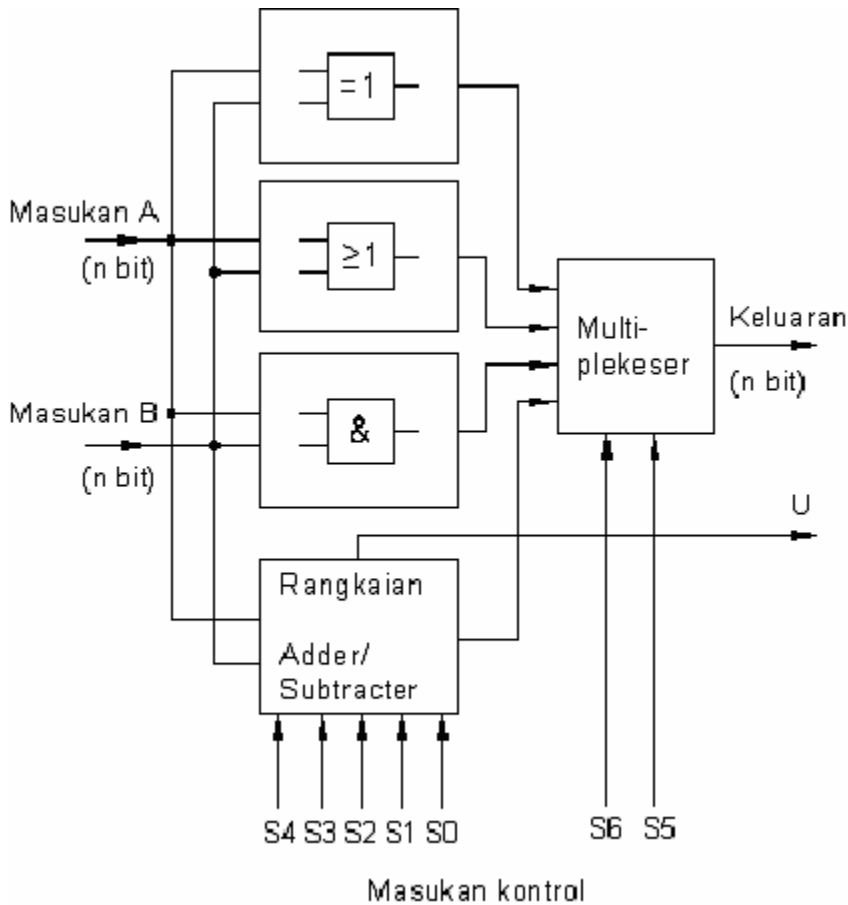 =1
Masukan A
(n bit)
≥1
Multi-
plekeser
Keluaran
(n bit)
Masukan B
(n bit)
&
U
Rangkaian
Adder/
Subtracter
S4 S3 S2 S1 S0
S6 S5
Masukan kontrol